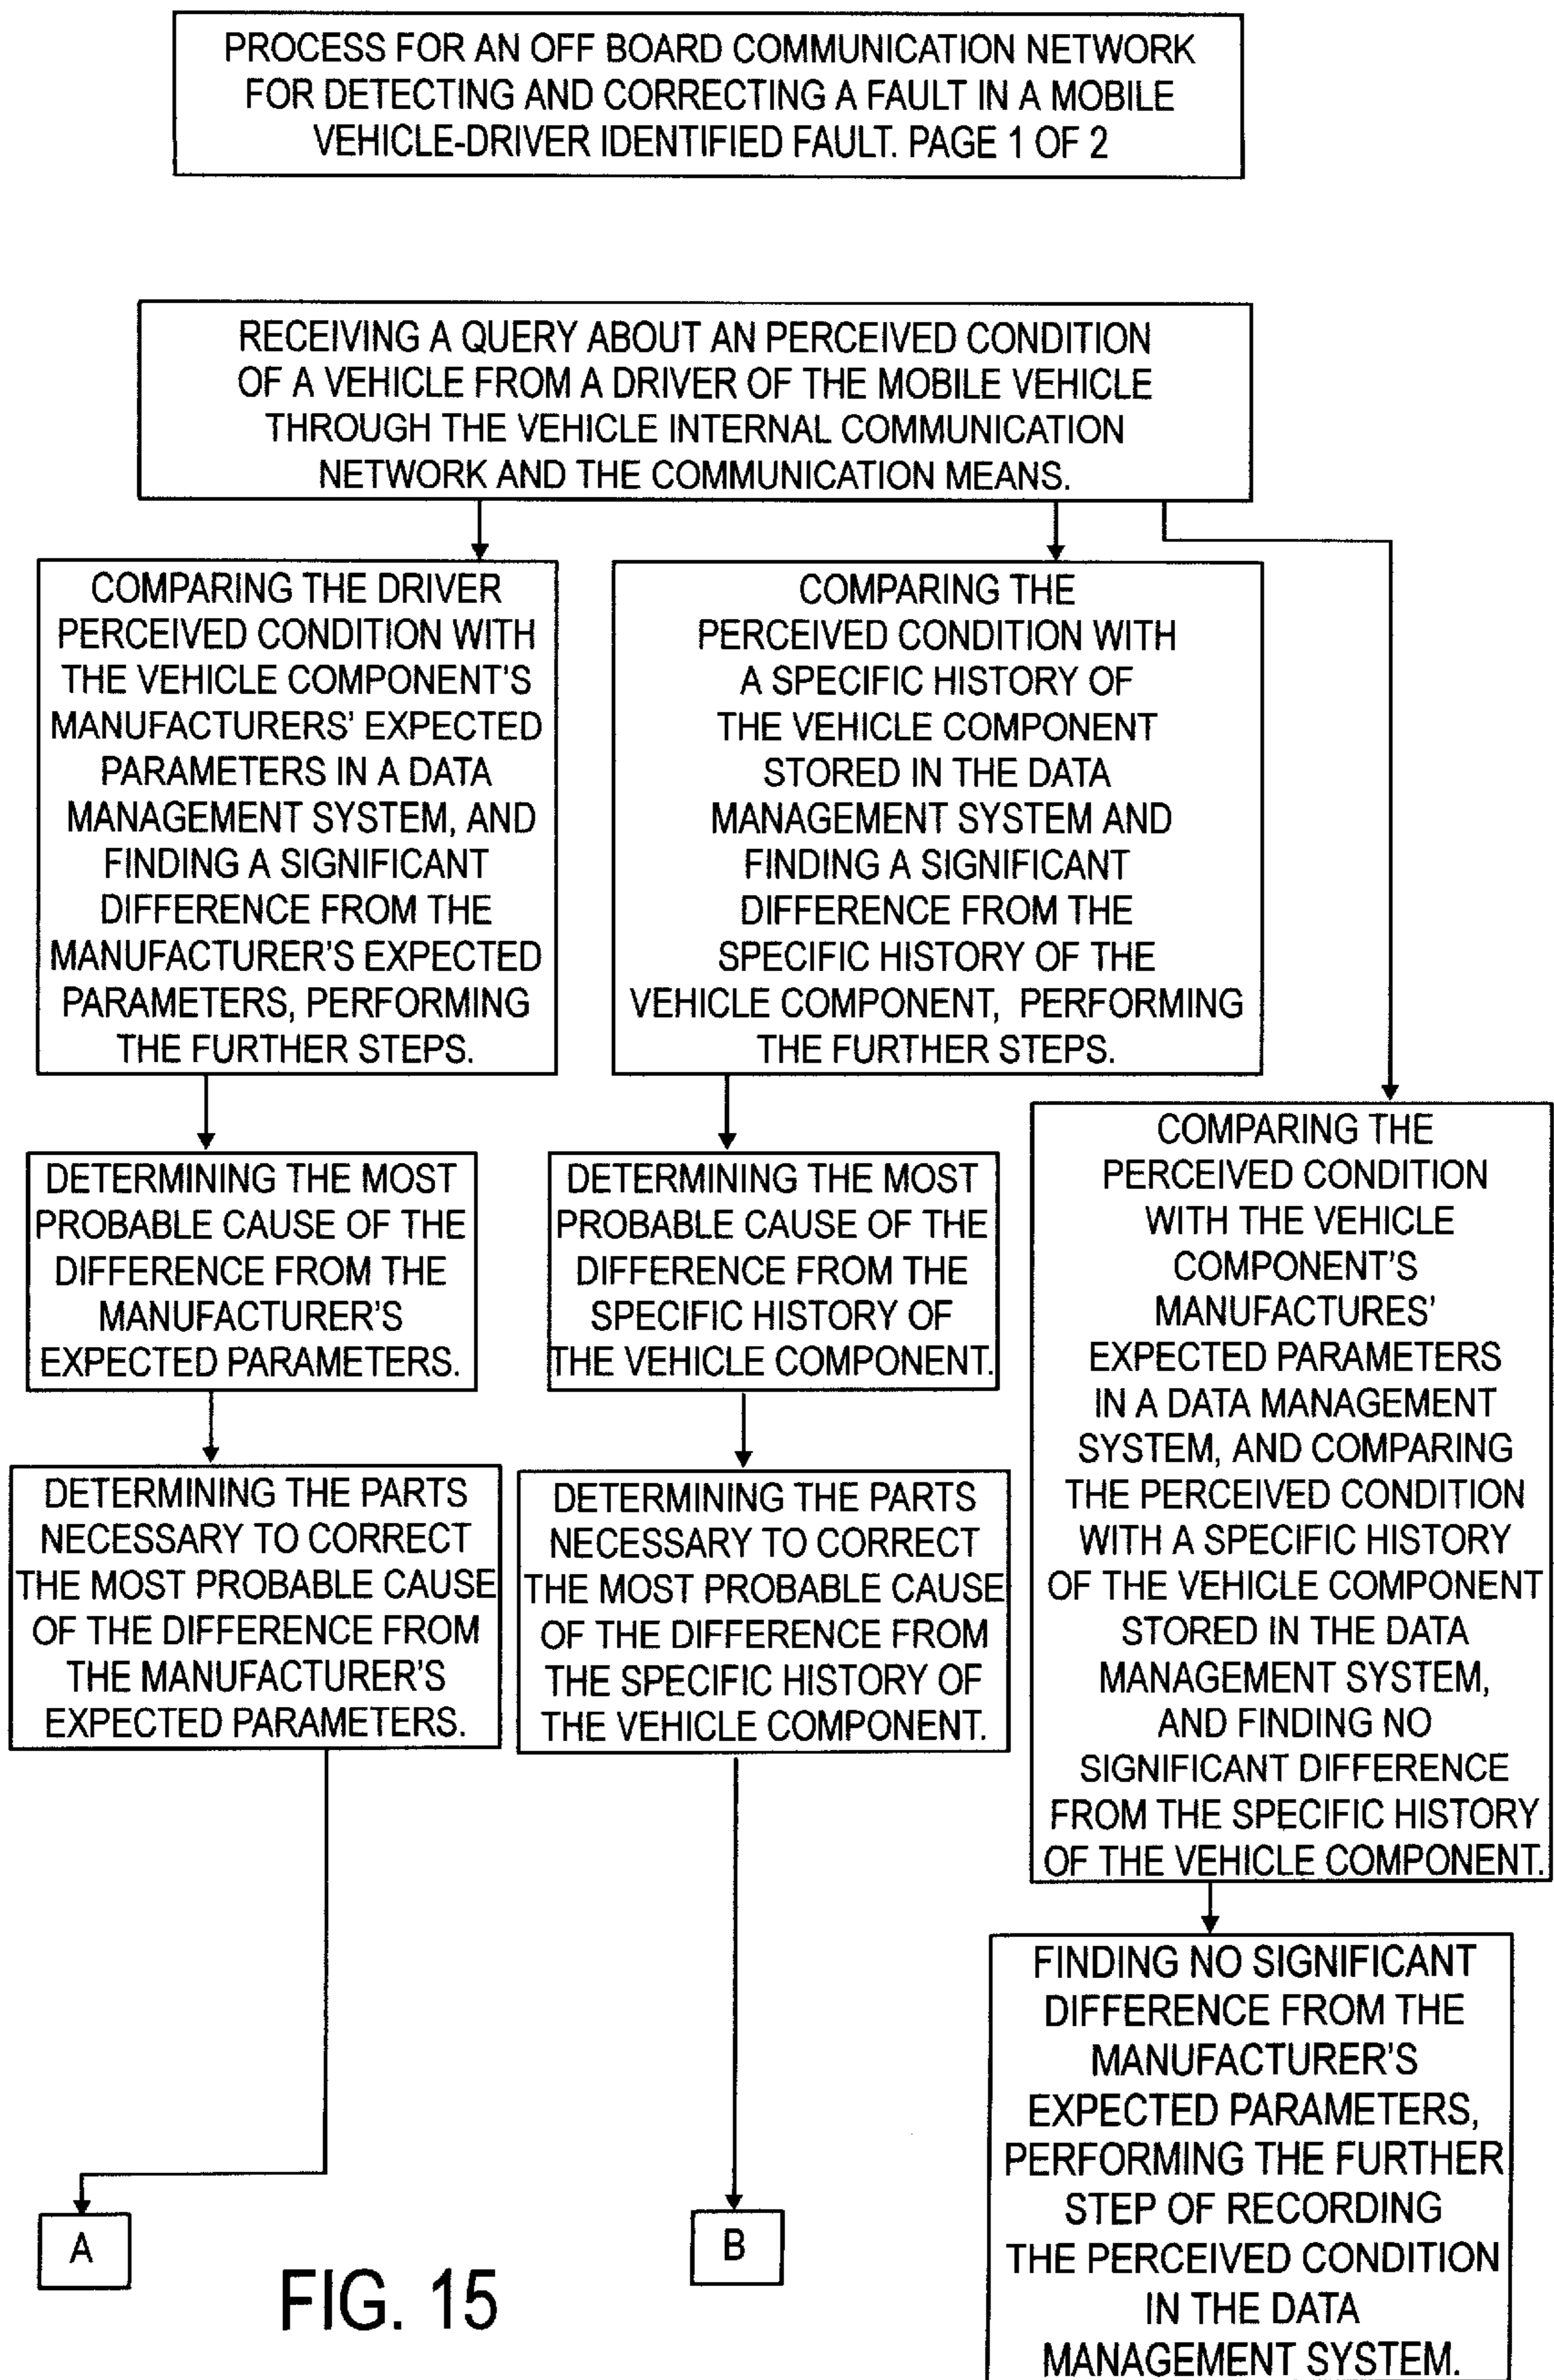 PROCESS FOR AN OFF BOARD COMMUNICATION NETWORK
FOR DETECTING AND CORRECTING A FAULT IN A MOBILE
VEHICLE-DRIVER IDENTIFIED FAULT. PAGE 1 OF 2
RECEIVING A QUERY ABOUT AN PERCEIVED CONDITION
OF A VEHICLE FROM A DRIVER OF THE MOBILE VEHICLE
THROUGH THE VEHICLE INTERNAL COMMUNICATION
NETWORK AND THE COMMUNICATION MEANS.
COMPARING THE DRIVER
PERCEIVED CONDITION WITH
THE VEHICLE COMPONENT'S
MANUFACTURERS' EXPECTED
PARAMETERS IN A DATA
MANAGEMENT SYSTEM, AND
FINDING A SIGNIFICANT
DIFFERENCE FROM THE
MANUFACTURER'S EXPECTED
PARAMETERS, PERFORMING
THE FURTHER STEPS.
DETERMINING THE MOST
PROBABLE CAUSE OF THE
DIFFERENCE FROM THE
MANUFACTURER'S
EXPECTED PARAMETERS.
DETERMINING THE PARTS
NECESSARY TO CORRECT
THE MOST PROBABLE CAUSE
OF THE DIFFERENCE FROM
THE MANUFACTURER'S
EXPECTED PARAMETERS.
A
COMPARING THE
PERCEIVED CONDITION WITH
A SPECIFIC HISTORY OF
THE VEHICLE COMPONENT
STORED IN THE DATA
MANAGEMENT SYSTEM AND
FINDING A SIGNIFICANT
DIFFERENCE FROM THE
SPECIFIC HISTORY OF THE
VEHICLE COMPONENT, PERFORMING
THE FURTHER STEPS.
DETERMINING THE MOST
PROBABLE CAUSE OF THE
DIFFERENCE FROM THE
SPECIFIC HISTORY OF
THE VEHICLE COMPONENT.
DETERMINING THE PARTS
NECESSARY TO CORRECT
THE MOST PROBABLE CAUSE
OF THE DIFFERENCE FROM
THE SPECIFIC HISTORY OF
THE VEHICLE COMPONENT.
B
COMPARING THE
PERCEIVED CONDITION
WITH THE VEHICLE
COMPONENT'S
MANUFACTURES'
EXPECTED PARAMETERS
IN A DATA MANAGEMENT
SYSTEM, AND COMPARING
THE PERCEIVED CONDITION
WITH A SPECIFIC HISTORY
OF THE VEHICLE COMPONENT
STORED IN THE DATA
MANAGEMENT SYSTEM,
AND FINDING NO
SIGNIFICANT DIFFERENCE
FROM THE SPECIFIC HISTORY
OF THE VEHICLE COMPONENT.
FINDING NO SIGNIFICANT
DIFFERENCE FROM THE
MANUFACTURER'S
EXPECTED PARAMETERS,
PERFORMING THE FURTHER
STEP OF RECORDING
THE PERCEIVED CONDITION
IN THE DATA
MANAGEMENT SYSTEM.
FIG. 15